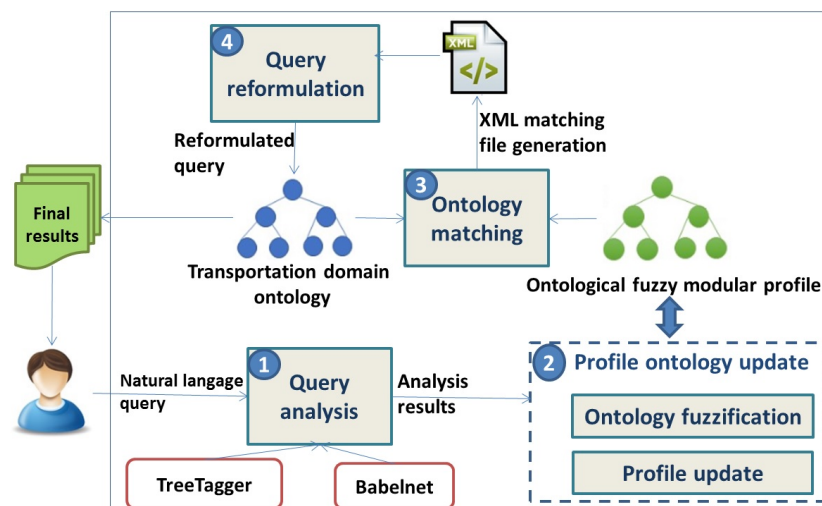 4
Query
reformulation
XML
</>
XML matching
file generation
Reformulated
query
3
Ontology
matching
Final
results
Transportation domain
ontology
Ontological fuzzy modular profile
1
Query
analysis
Natural langage
query
Analysis
results
2
Profile ontology update
Ontology fuzzification
Profile update
TreeTagger
Babelnet